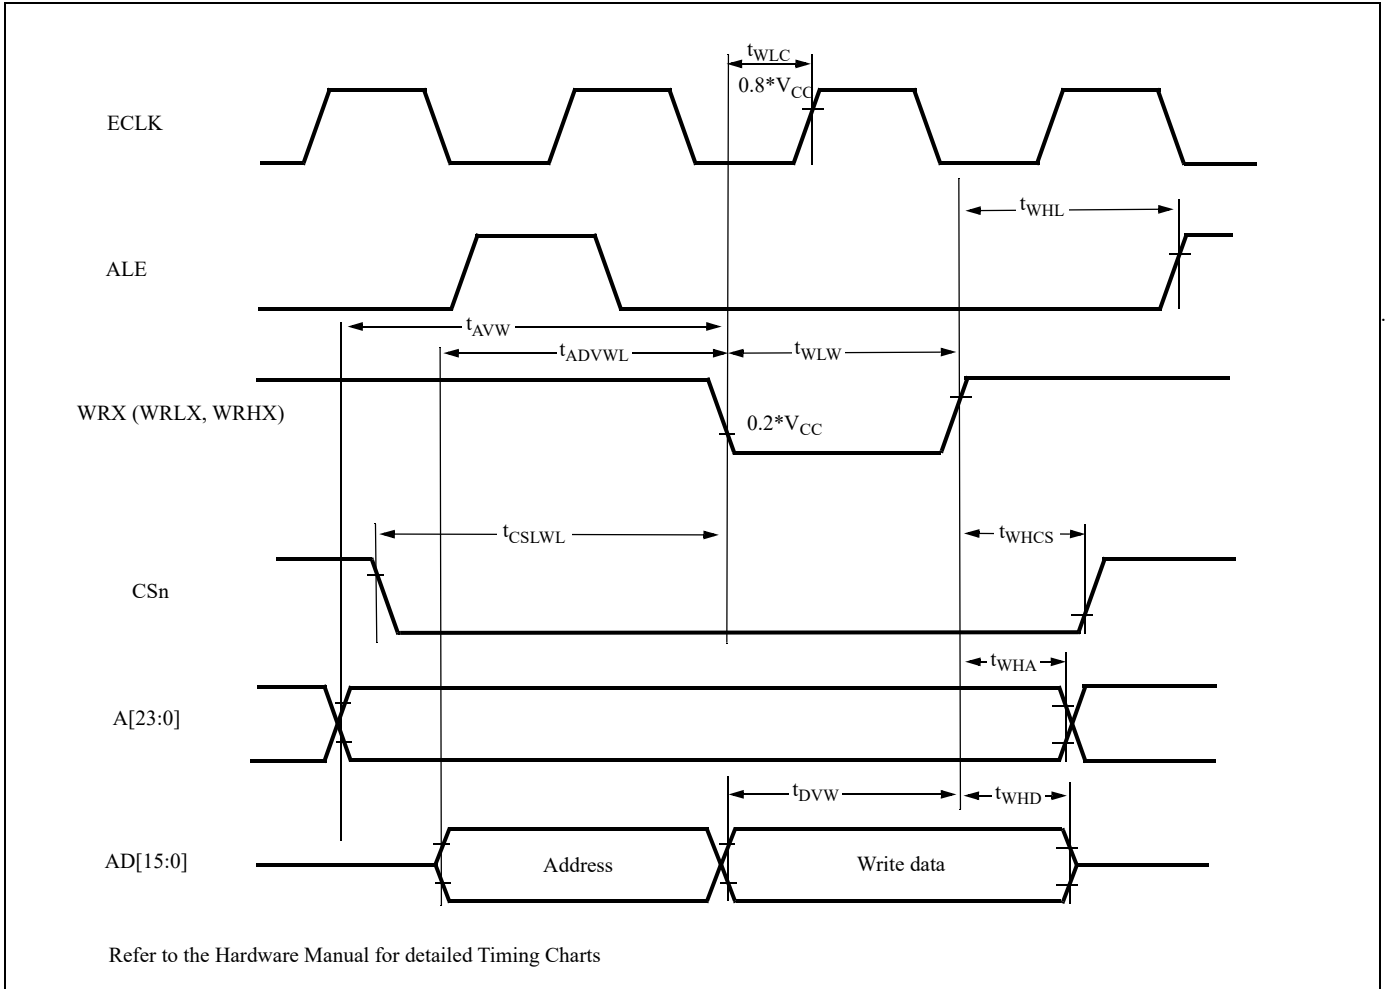 tWLC
0.8*VCC
ECLK
tWHL
ALE
tAVW
tADVWL
tWLW
WRX (WRLX, WRHX)
0.2*VCC
tCSLWL
tWHCS
CSn
tWHA
A[23:0]
tDVW
tWHD
AD[15:0]
Address
Write data
Refer to the Hardware Manual for detailed Timing Charts